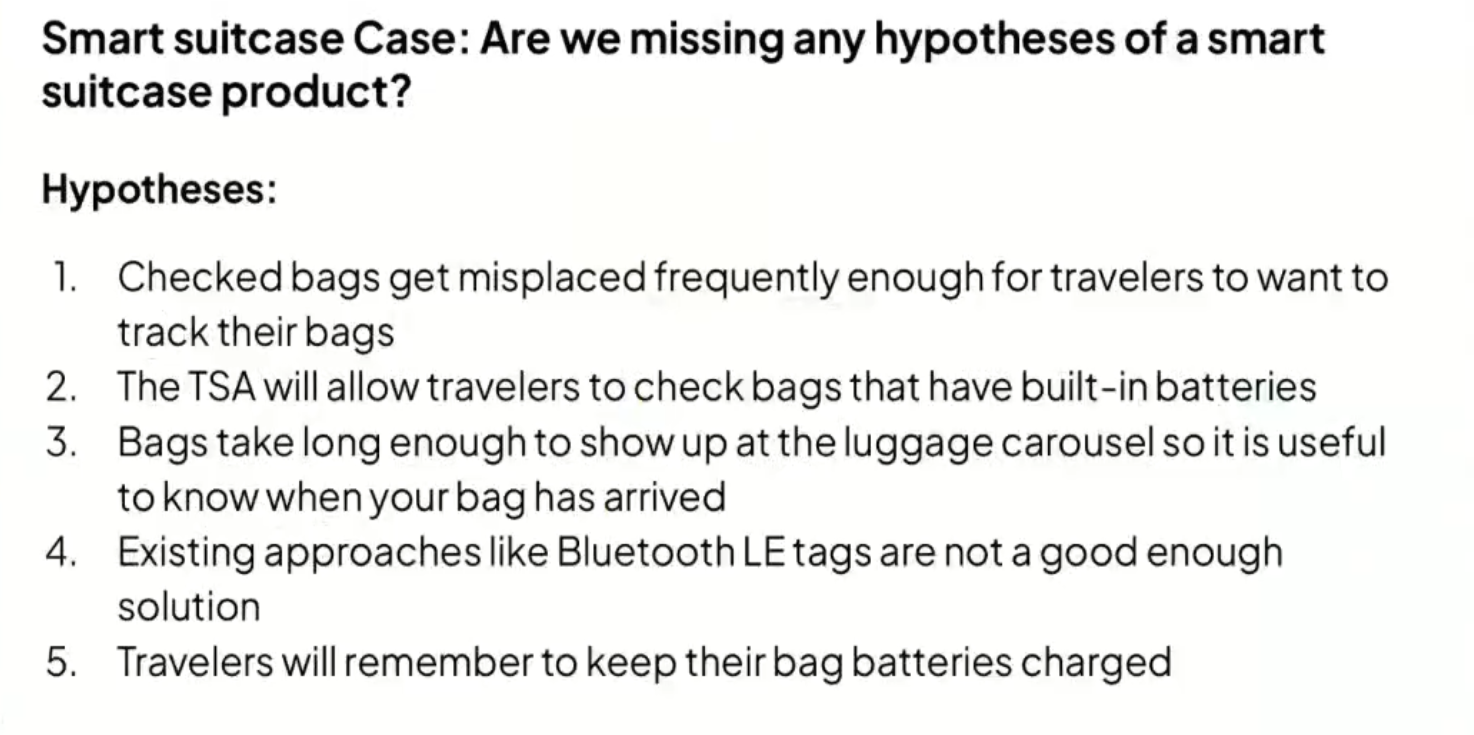 Smart suitcase Case: Are we missing any hypotheses of a smart
suitcase product?
Hypotheses:
1. Checked bags get misplaced frequently enough for travelers to want to
track their bags
2. The TSA will allow travelers to check bags that have built-in batteries
3. Bags take long enough to show up at the luggage carousel so it is useful
to know when your bag has arrived
4. Existing approaches like Bluetooth LE tags are not a good enough
solution
5. Travelers will remember to keep their bag batteries charged